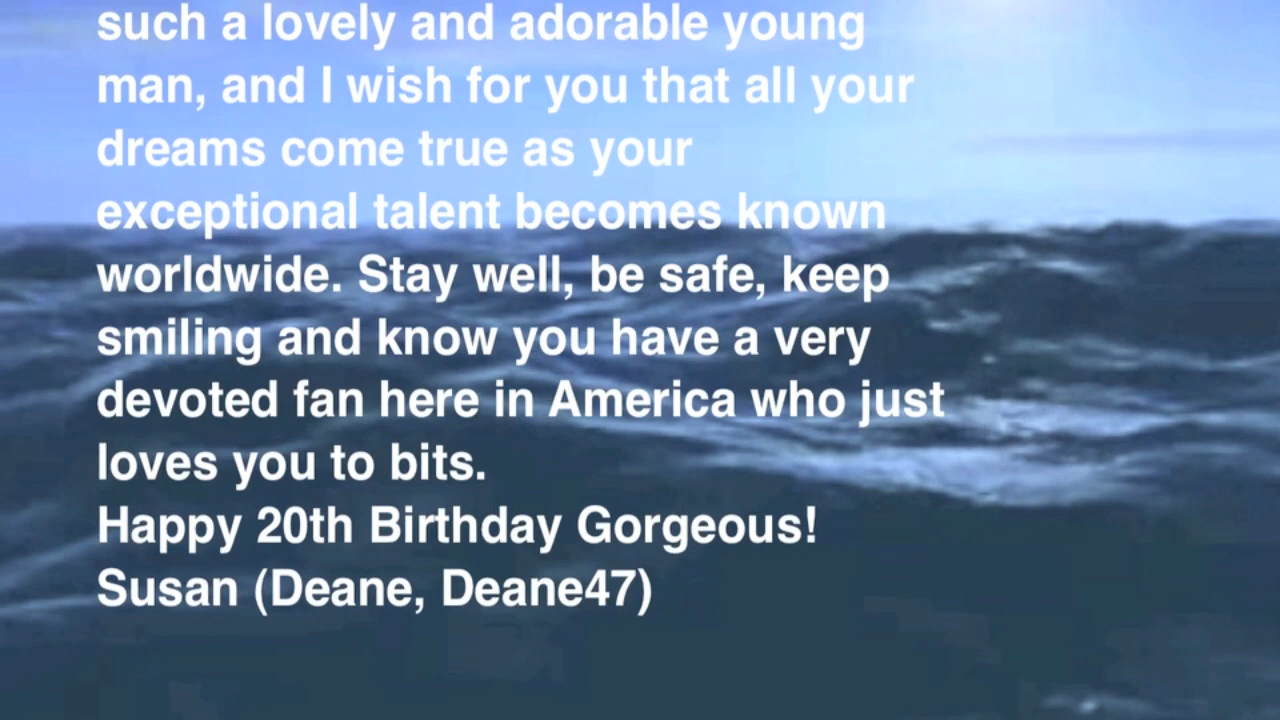 such a lovely and adorable young
man, and I wish for you that all your
dreams come true as your
exceptional talent becomes known
worldwide. Stay well, be safe, keep
smiling and know you have a very
devoted fan here in America who just
loves you to bits.
Happy 20th Birthday Gorgeous!
Susan (Deane, Deane47)